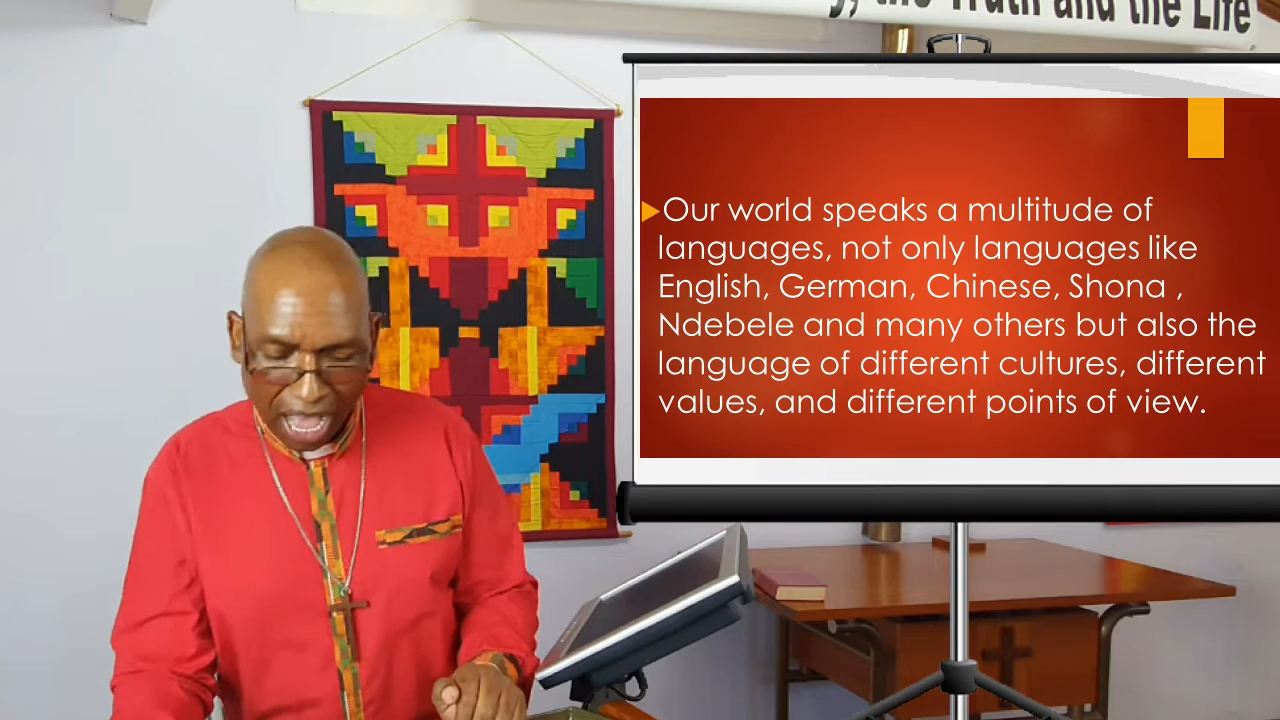 , the Truth and the Life
Our world speaks a multitude of
languages, not only languages like
English, German, Chinese, Shona ,
Ndebele and many others but also the
language of different cultures, different
values, and different points of view.